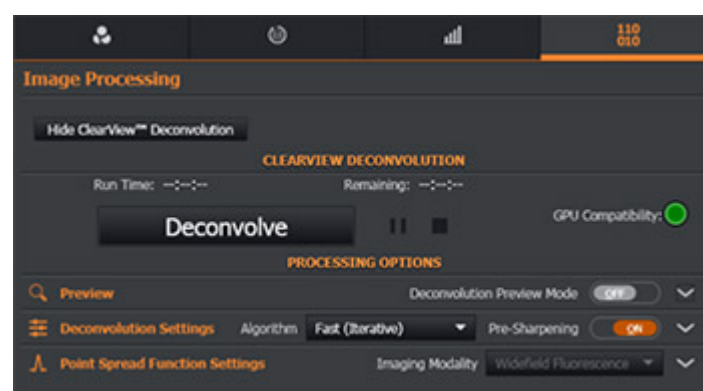 110
010
Image Processing
Hide ClearView™ Deconvolution
CLEARVIEW DECONVOLUTION
Run Time: --:--:-- Remaining: --:--:--
Deconvolve GPU Compatibility:
PROCESSING OPTIONS
Preview Deconvolution Preview Mode OFF
Deconvolution Settings Algorithm Fast (Iterative) Pre-Sharpening ON
Point Spread Function Settings Imaging Modality Widefield Fluorescence